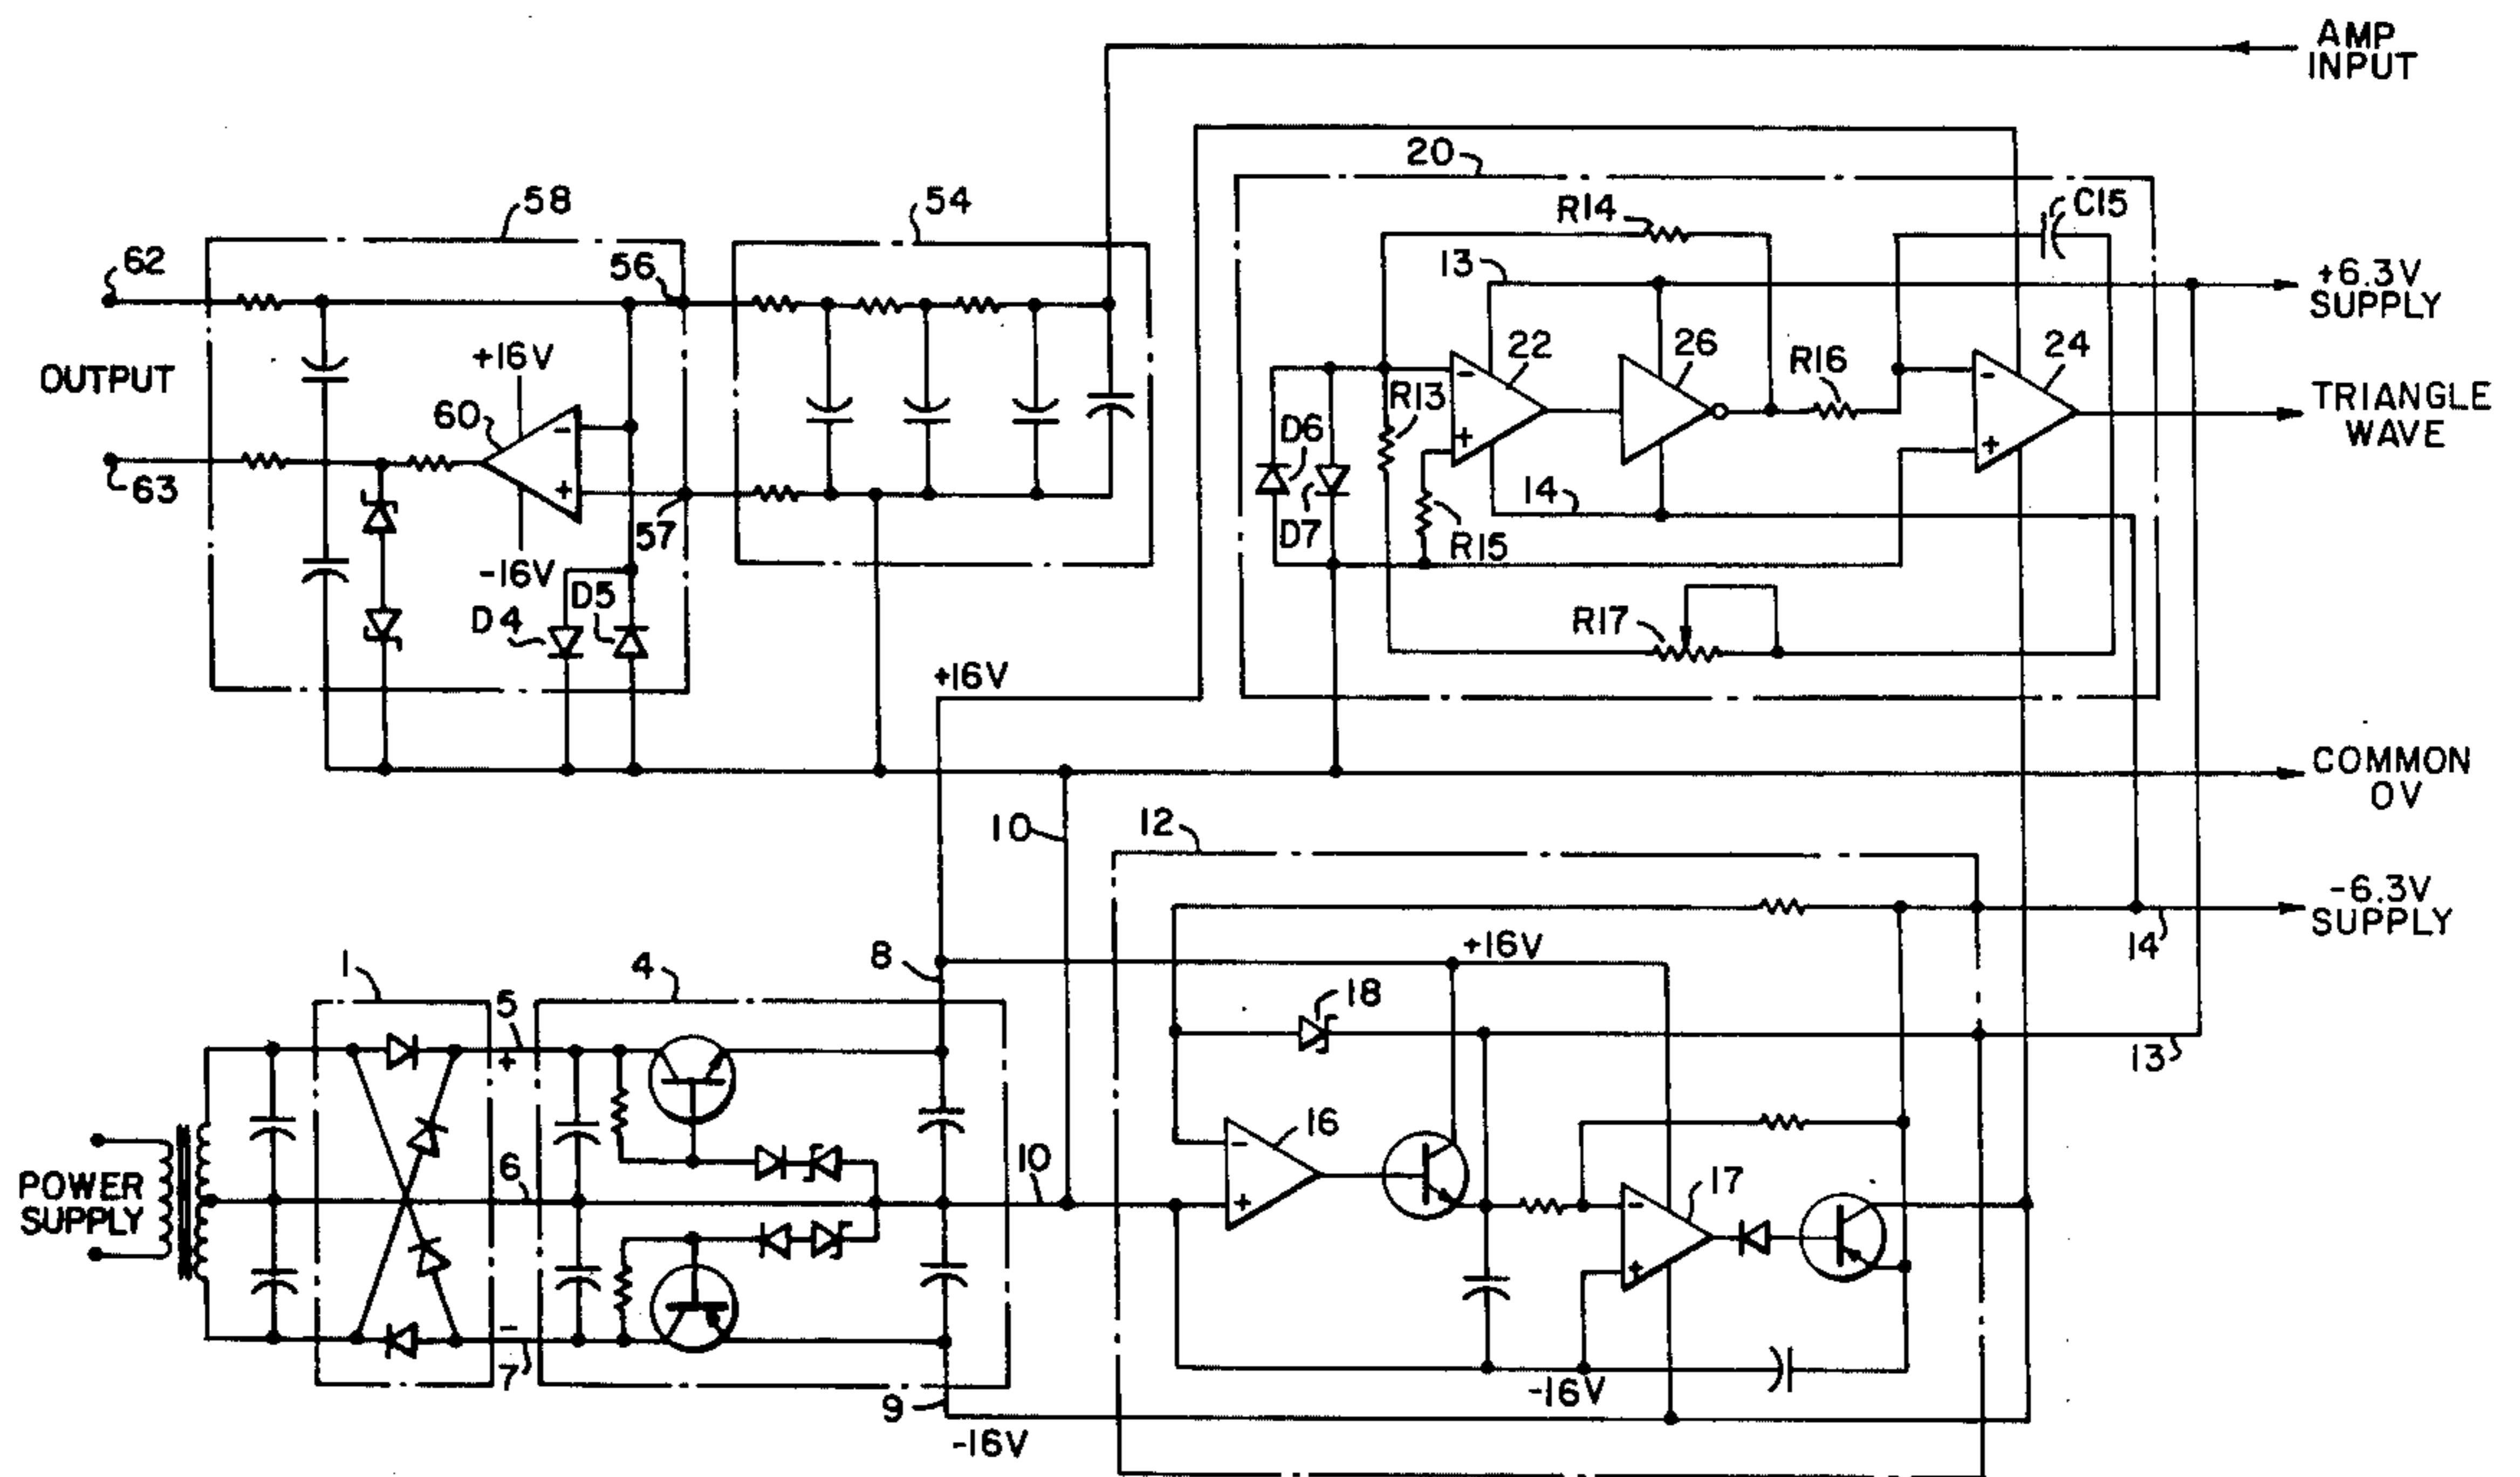 AMP
INPUT
20
58
54
R14
C15
62
56
13
+6.3V
SUPPLY
+16V
22
26
R16
24
OUTPUT
60
R13
TRIANGLE
WAVE
-
-
-
D6
+
+
63
+
14
57
D7
R15
-16V
D5
D4
R17
+16V
COMMON
0V
10
12
-6.3V
SUPPLY
+16V
14
8
1
4
5
18
+
13
16
-
10
6
17
POWER
SUPPLY
+
-
+
-
7
-16V
9
-16V